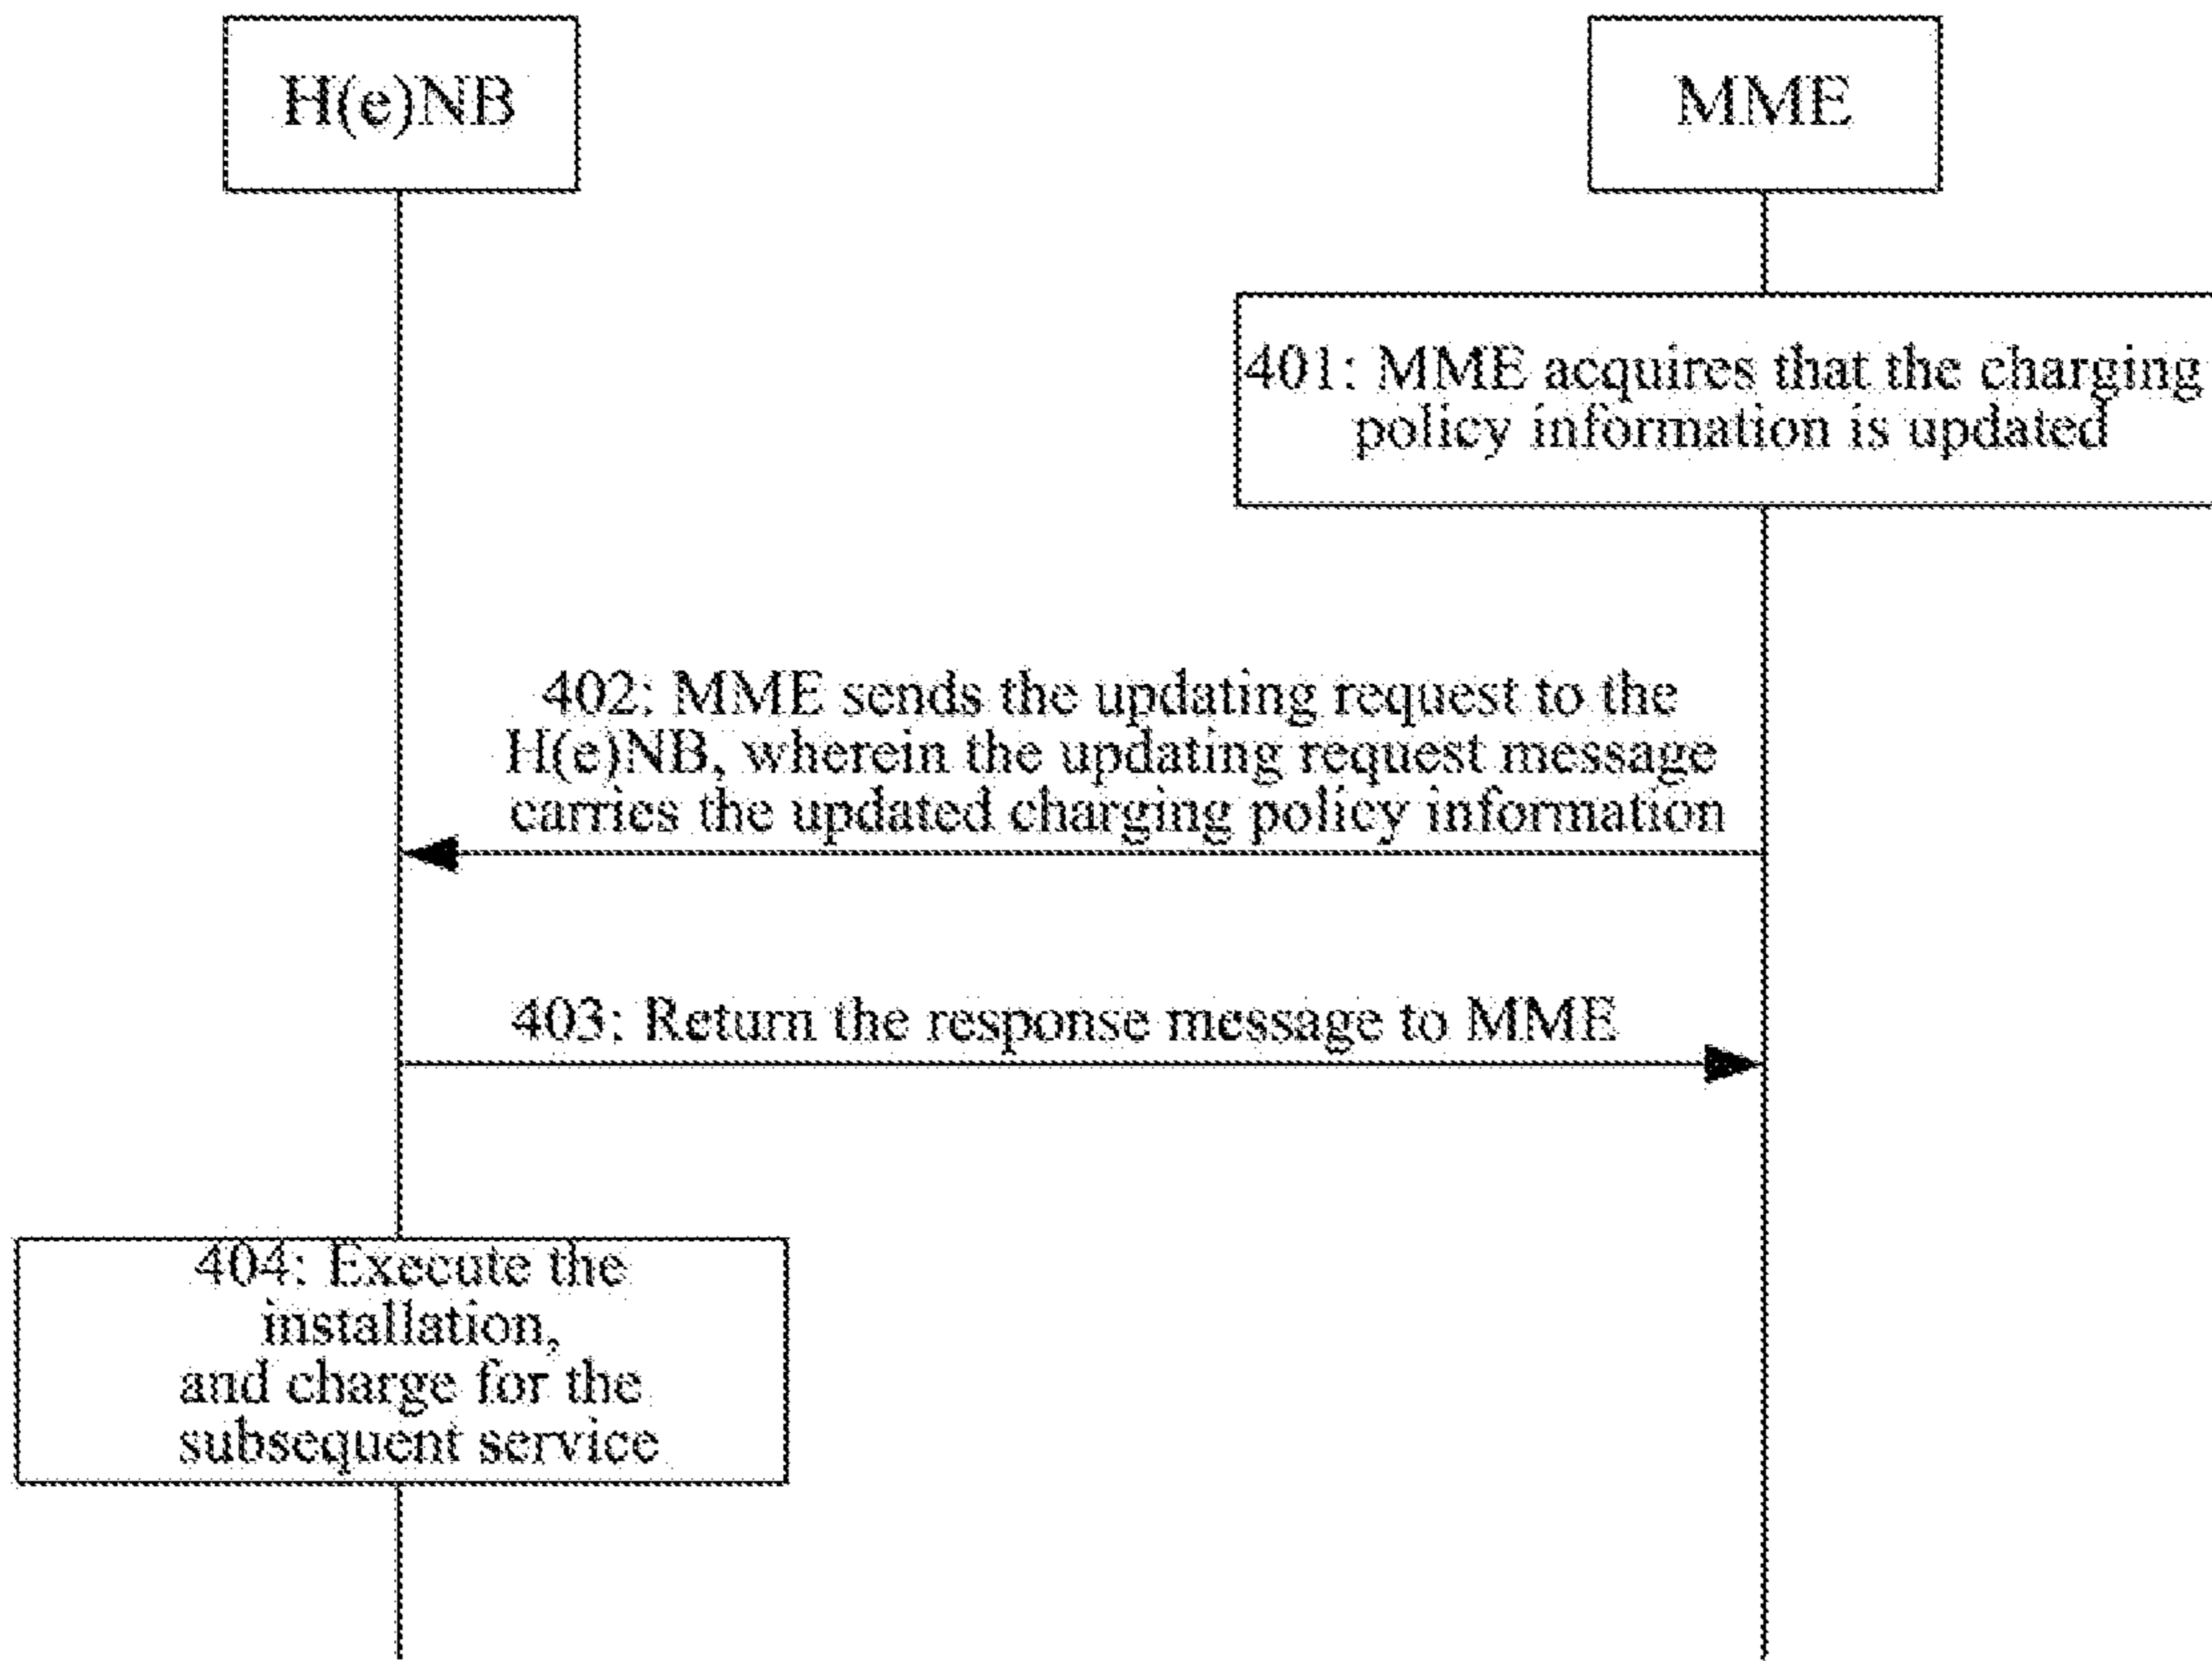 H(e)NB
MME
401: MME acquires that the charging
policy information is updated
402: MME sends the updating request to the
H(e)NB, wherein the updating request message
carries the updated charging policy information
403: Return the response message to MME
404: Execute the
installation,
and charge for the
subsequent service